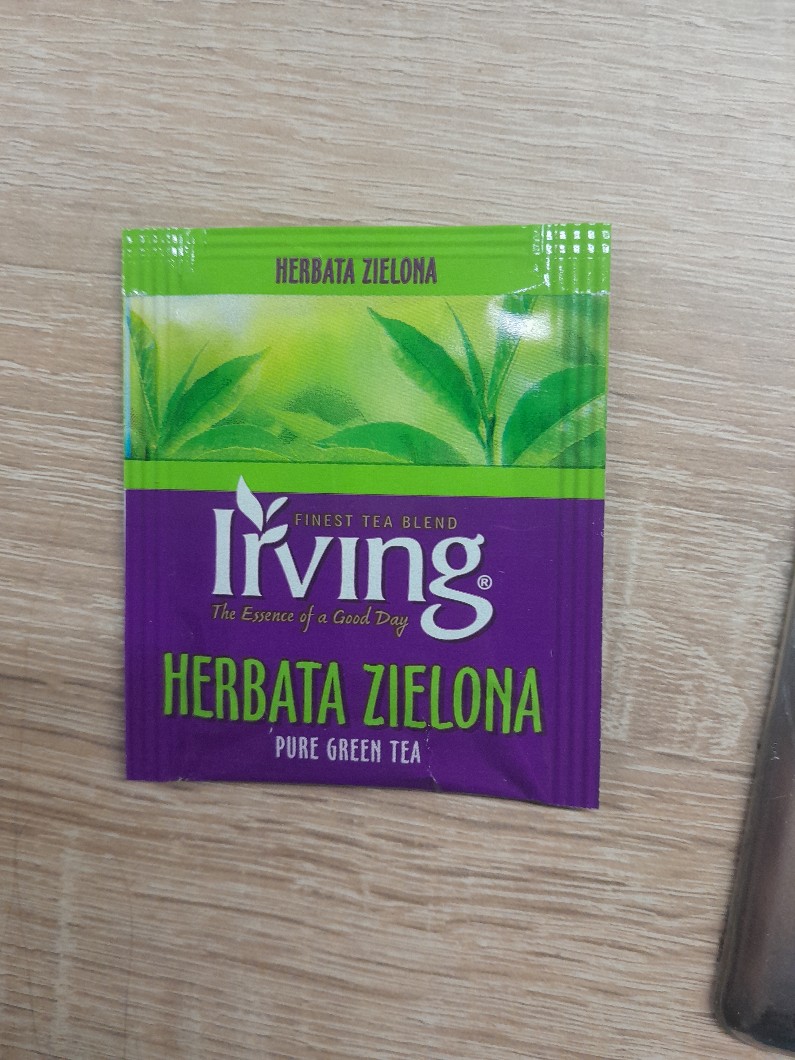 HERBATA ZIELONA
FINEST TEA BLEND
Irving®
The Essence of a Good Day
HERBATA ZIELONA
PURE GREEN TEA